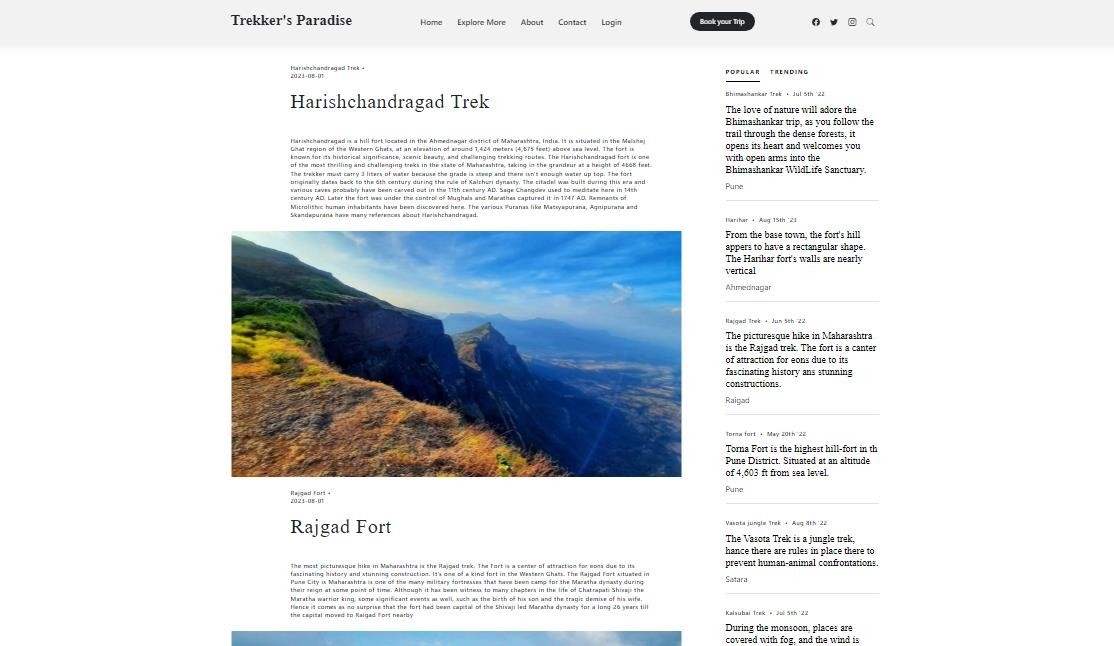 Trekker's Paradise
Home Explore More About Contact Login
Book your Trip
Harishchandragad Trek •
2023-08-01
Harishchandragad Trek
Harishchandragad is a hill fort located in the Ahmednagar district of Maharashtra, India. It is situated in the Malshej
Ghat region of the Western Ghats, at an elevation of around 1,424 meters (4,675 feet) above sea level. The fort is
known for its historical significance, scenic beauty, and challenging trekking routes. The Harishchandragad fort is one
of the most thrilling and challenging treks in the state of Maharashtra, taking in the grandeur at a height of 4668 feet.
The trekker must carry 3 liters of water because the grade is steep and there isn't enough water up top. The fort
originally dates back to the 6th century during the rule of Kalchuri dynasty. The citadel was built during this era and
various caves probably have been carved out in the 11th century AD. Sage Changdev used to meditate here in 14th
century AD. Later the fort was under the control of Mughals and Marathas captured it in 1747 AD. Remnants of
Microlithic human inhabitants have been discovered here. The various Puranas like Matsyapurana, Agnipurana and
Skandapurana have many references about Harishchandragad.
Rajgad Fort •
2023-08-01
Rajgad Fort
The most picturesque hike in Maharashtra is the Rajgad trek. The Fort is a center of attraction for eons due to its
fascinating history and stunning construction. It's one of a kind fort in the Western Ghats. The Rajgad Fort situated in
Pune City is Maharashtra is one of the many military fortresses that have been camp for the Maratha dynasty during
their reign at some point of time. Although it has been witness to many chapters in the life of Chatrapati Shivaji the
Maratha warrior king, some significant events as well, such as the birth of his son and the tragic demise of his wife.
Hence it comes as no surprise that the fort had been capital of the Shivaji led Maratha dynasty for a long 26 years till
the capital moved to Raigad Fort nearby
POPULAR TRENDING
Bhimashankar Trek • Jul 5th '22
The love of nature will adore the
Bhimashankar trip, as you follow the
trail through the dense forests, it
opens its heart and welcomes you
with open arms into the
Bhimashankar WildLife Sanctuary.
Pune
Harihar • Aug 15th '23
From the base town, the fort's hill
appers to have a rectangular shape.
The Harihar fort's walls are nearly
vertical
Ahmednagar
Rajgad Trek • Jun 5th '22
The picturesque hike in Maharashtra
is the Rajgad trek. The fort is a canter
of attraction for eons due to its
fascinating history ans stunning
constructions.
Raigad
Torna fort • May 20th '22
Torna Fort is the highest hill-fort in th
Pune District. Situated at an altitude
of 4,603 ft from sea level.
Pune
Vasota jungle Trek • Aug 8th '22
The Vasota Trek is a jungle trek,
hance there are rules in place there to
prevent human-animal confrontations.
Satara
Kalsubai Trek • Jul 5th '22
During the monsoon, places are
covered with fog, and the wind is